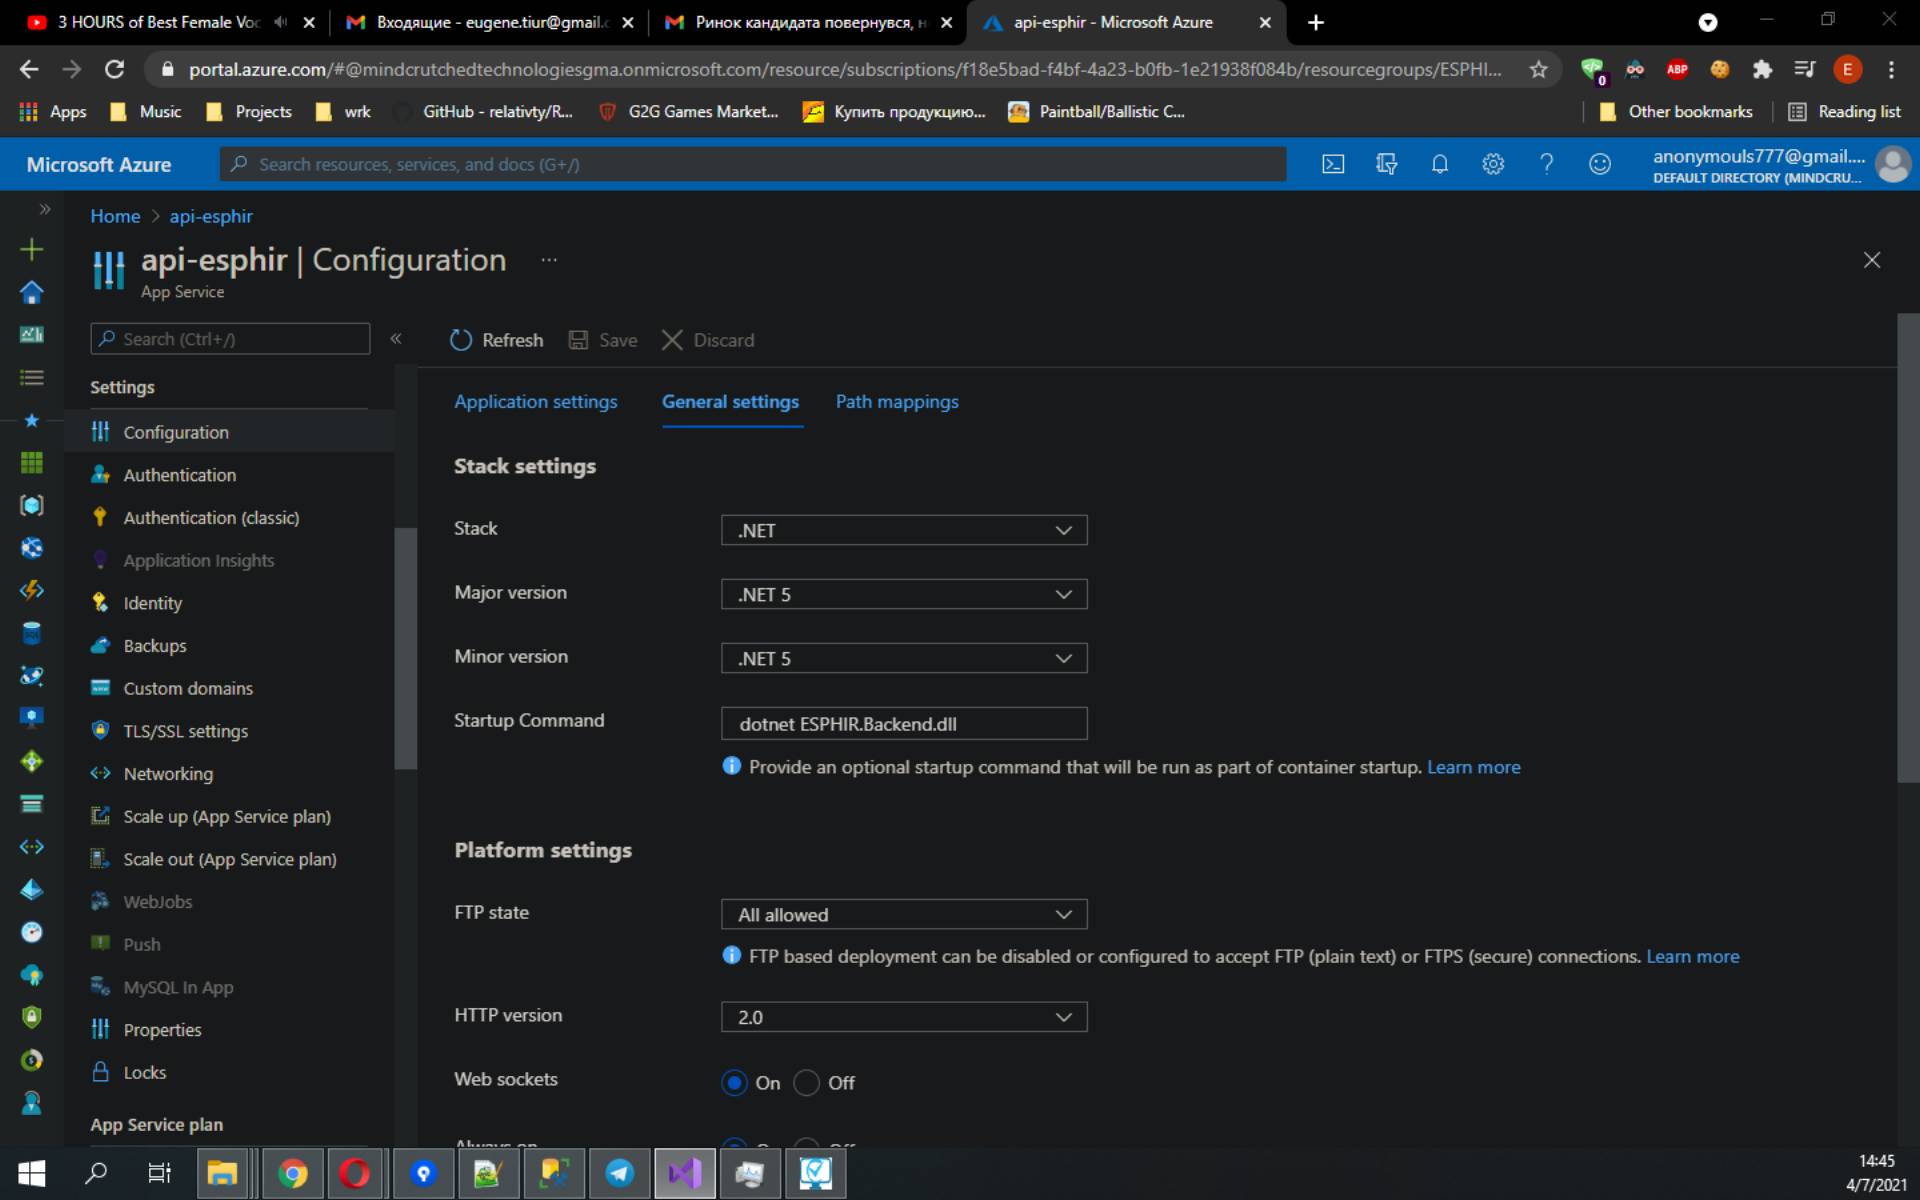 3 HOURS of Best Female Voc
Входящие - eugene.tiur@gmail.c
Ринок кандидата повернувся, н
api-esphir - Microsoft Azure
portal.azure.com/#@mindcrutchedtechnologiesgma.onmicrosoft.com/resource/subscriptions/f18e5bad-f4bf-4a23-b0fb-1e21938f084b/resourcegroups/ESPHI...
0
ABP
E
Apps
Music
Projects
wrk
GitHub - relativty/R...
G2G Games Market...
Купить продукцию...
Paintball/Ballistic C...
Other bookmarks
Reading list
Microsoft Azure
Search resources, services, and docs (G+/)
anonymouls777@gmail....
DEFAULT DIRECTORY (MINDCRU...
Home > api-esphir
api-esphir | Configuration ...
App Service
Search (Ctrl+/)
Refresh
Save
Discard
Settings
Configuration
Authentication
Authentication (classic)
Application Insights
Identity
Backups
Custom domains
TLS/SSL settings
Networking
Scale up (App Service plan)
Scale out (App Service plan)
WebJobs
Push
MySQL In App
Properties
Locks
App Service plan
Application settings
General settings
Path mappings
Stack settings
Stack
.NET
Major version
.NET 5
Minor version
.NET 5
Startup Command
dotnet ESPHIR.Backend.dll
Provide an optional startup command that will be run as part of container startup. Learn more
Platform settings
FTP state
All allowed
FTP based deployment can be disabled or configured to accept FTP (plain text) or FTPS (secure) connections. Learn more
HTTP version
2.0
Web sockets
On
Off
Always on
On
Off
14:45
4/7/2021